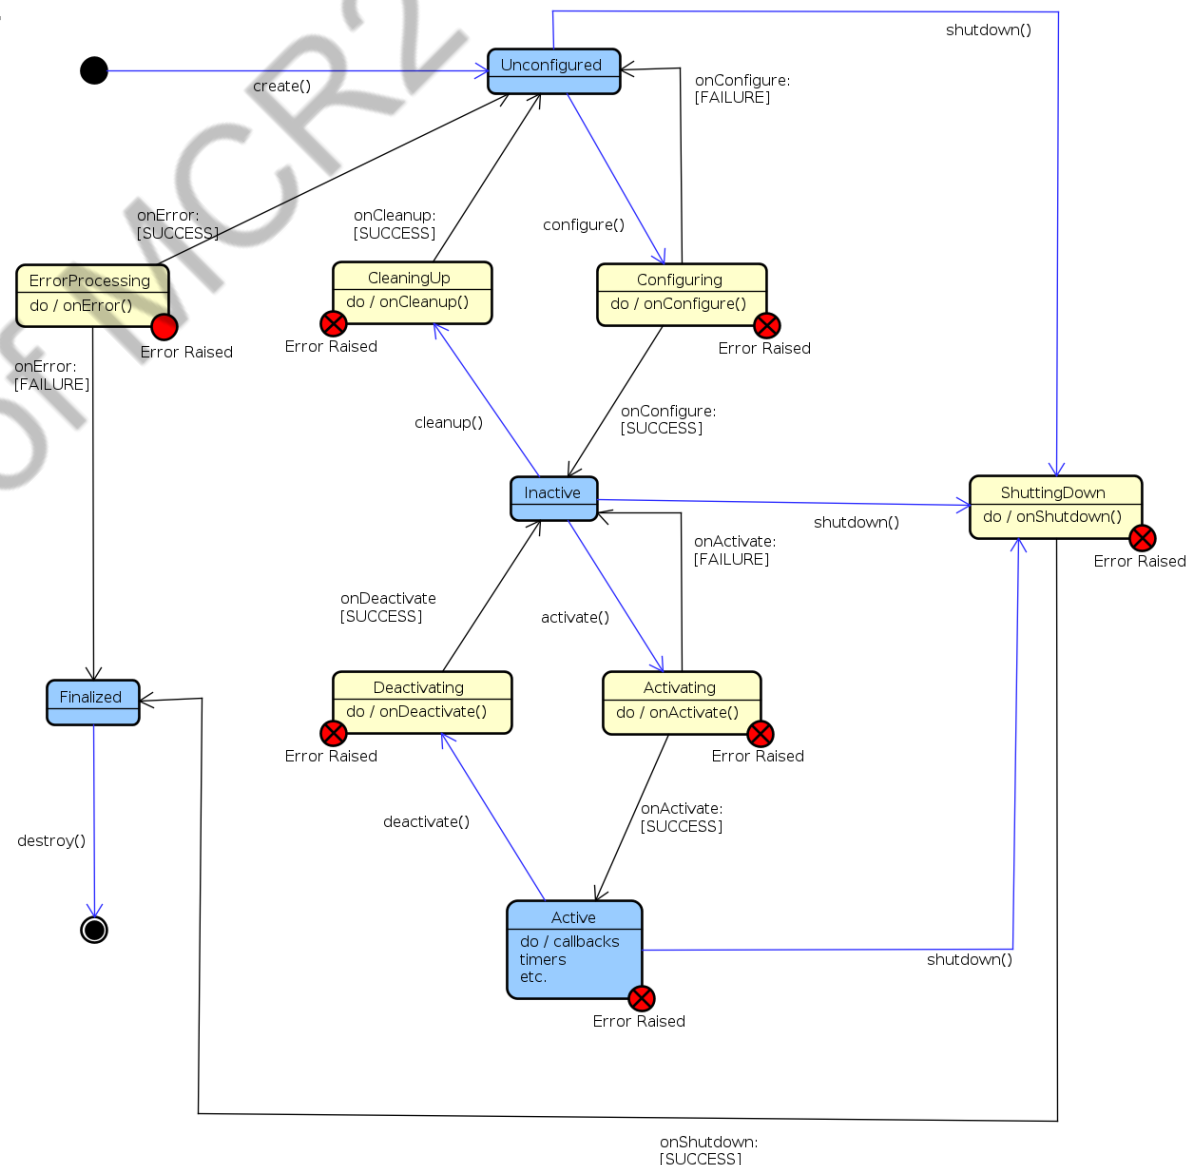 shutdown()
Unconfigured
create()
onConfigure:
[FAILURE]
onError:
[SUCCESS]
onCleanup:
[SUCCESS]
configure()
ErrorProcessing
do / onError()
Error Raised
CleaningUp
do / onCleanup()
Error Raised
Configuring
do / onConfigure()
Error Raised
onError:
[FAILURE]
cleanup()
onConfigure:
[SUCCESS]
Inactive
shutdown()
ShuttingDown
do / onShutdown()
Error Raised
onActivate:
[FAILURE]
onDeactivate
[SUCCESS]
activate()
Finalized
Deactivating
do / onDeactivate()
Error Raised
Activating
do / onActivate()
Error Raised
deactivate()
onActivate:
[SUCCESS]
destroy()
Active
do / callbacks
timers
etc.
Error Raised
shutdown()
onShutdown:
[SUCCESS]
of MCR2